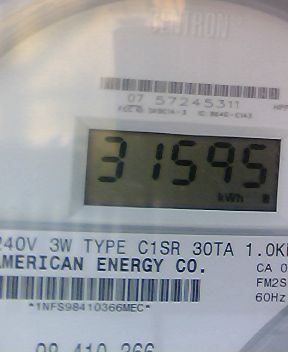 CENTRON
07 57245311
31595
kWh
240V 3W TYPE C1SR 30TA 1.0K
AMERICAN ENERGY CO.
CA 0
FM2S
60Hz
*1NFS98410366MEC*